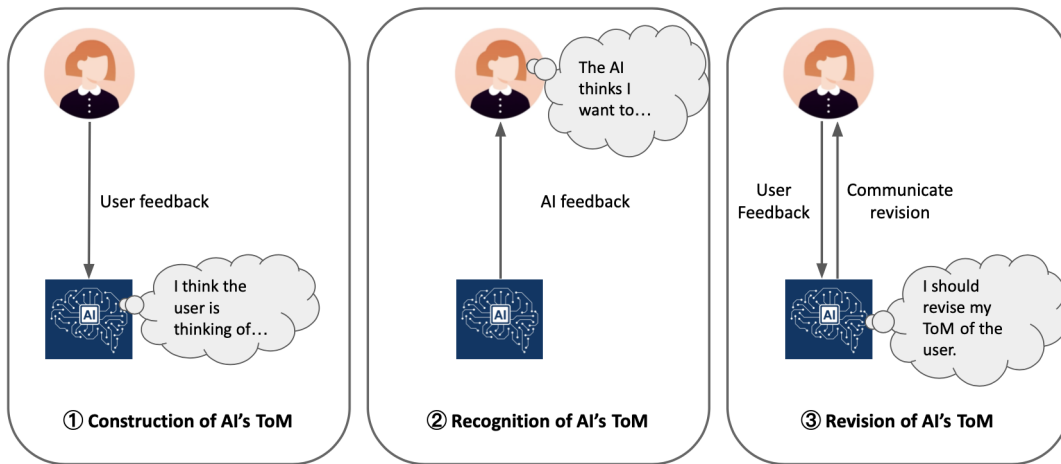 User feedback
AI
I think the
user is
thinking of…
① Construction of AI's ToM
The AI
thinks I
want to…
AI feedback
AI
② Recognition of AI's ToM
User
Feedback
Communicate
revision
AI
I should
revise my
ToM of the
user.
③ Revision of AI's ToM